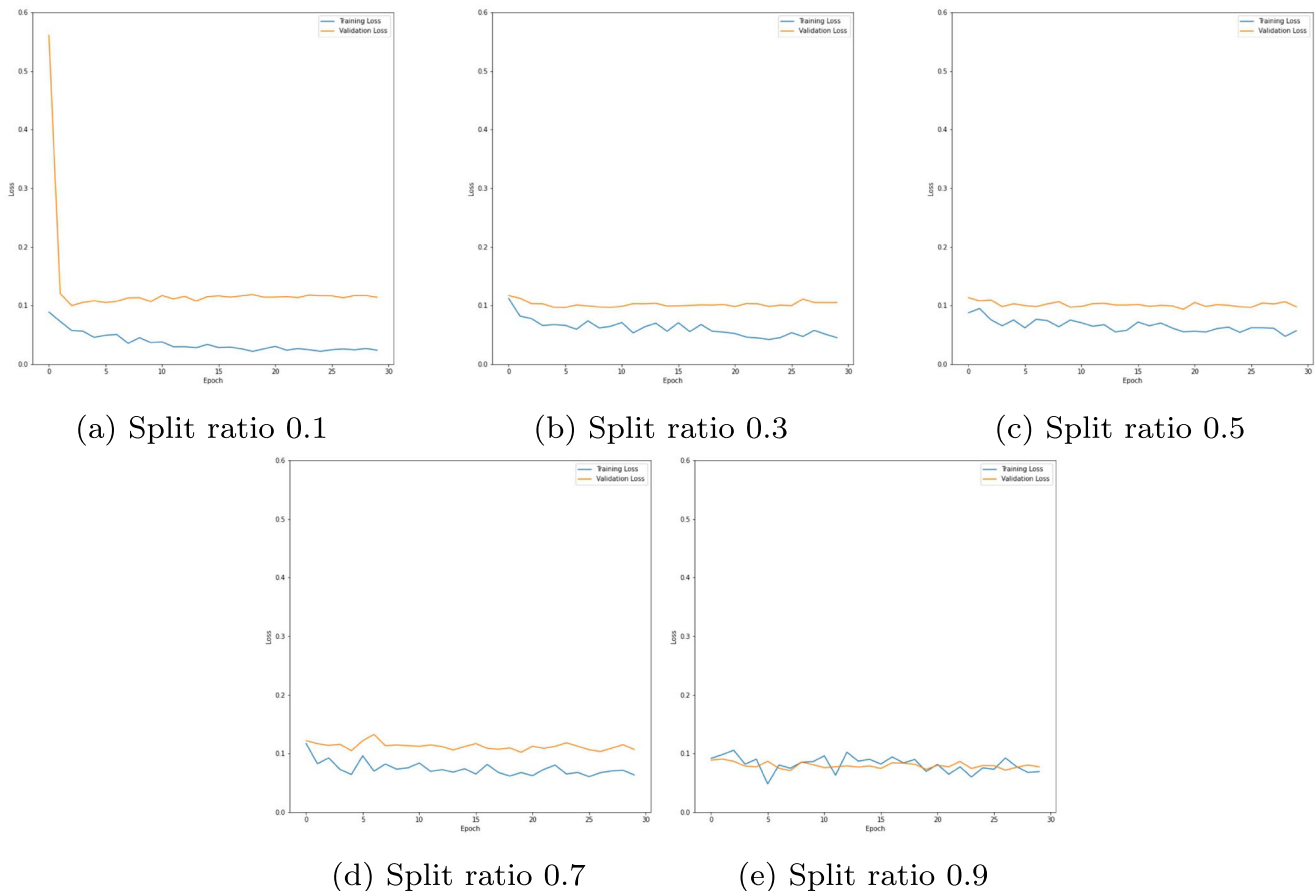 0.6
0.5
0.4
0.3
0.2
0.1
0.0
Loss
0 5 10 15 20 25 30
Epoch
Training Loss
Validation Loss
(a) Split ratio 0.1
0.6
0.5
0.4
0.3
0.2
0.1
0.0
Loss
0 5 10 15 20 25 30
Epoch
Training Loss
Validation Loss
(b) Split ratio 0.3
0.6
0.5
0.4
0.3
0.2
0.1
0.0
Loss
0 5 10 15 20 25 30
Epoch
Training Loss
Validation Loss
(c) Split ratio 0.5
0.6
0.5
0.4
0.3
0.2
0.1
0.0
Loss
0 5 10 15 20 25 30
Epoch
Training Loss
Validation Loss
(d) Split ratio 0.7
0.6
0.5
0.4
0.3
0.2
0.1
0.0
Loss
0 5 10 15 20 25 30
Epoch
Training Loss
Validation Loss
(e) Split ratio 0.9